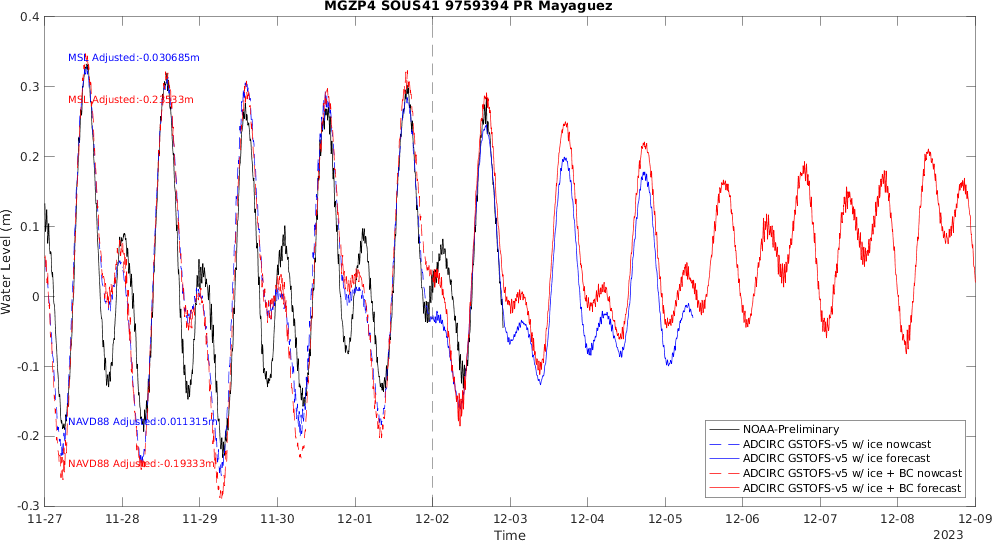 MGZP4 SOUS41 9759394 PR Mayaguez
0.4
0.3
0.2
0.1
0
-0.1
-0.2
-0.3
Water Level (m)
MSL Adjusted:-0.030685m
MSL Adjusted:-0.23533m
NAVD88 Adjusted:0.011315m
NAVD88 Adjusted:-0.19333m
NOAA-Preliminary
ADCIRC GSTOFS-v5 w/ ice nowcast
ADCIRC GSTOFS-v5 w/ ice forecast
ADCIRC GSTOFS-v5 w/ ice + BC nowcast
ADCIRC GSTOFS-v5 w/ ice + BC forecast
11-27 11-28 11-29 11-30 12-01 12-02 12-03 12-04 12-05 12-06 12-07 12-08 12-09
Time
2023